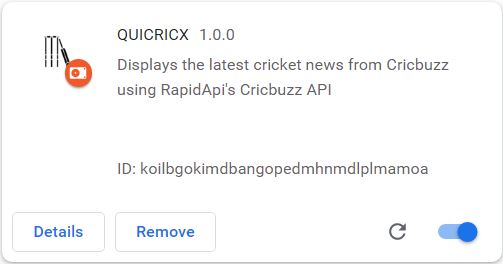 QUICRICX 1.0.0
Displays the latest cricket news from Cricbuzz
using RapidApi's Cricbuzz API
ID: koilbgokimdbangopedmhnmdlplmamoa
Details Remove